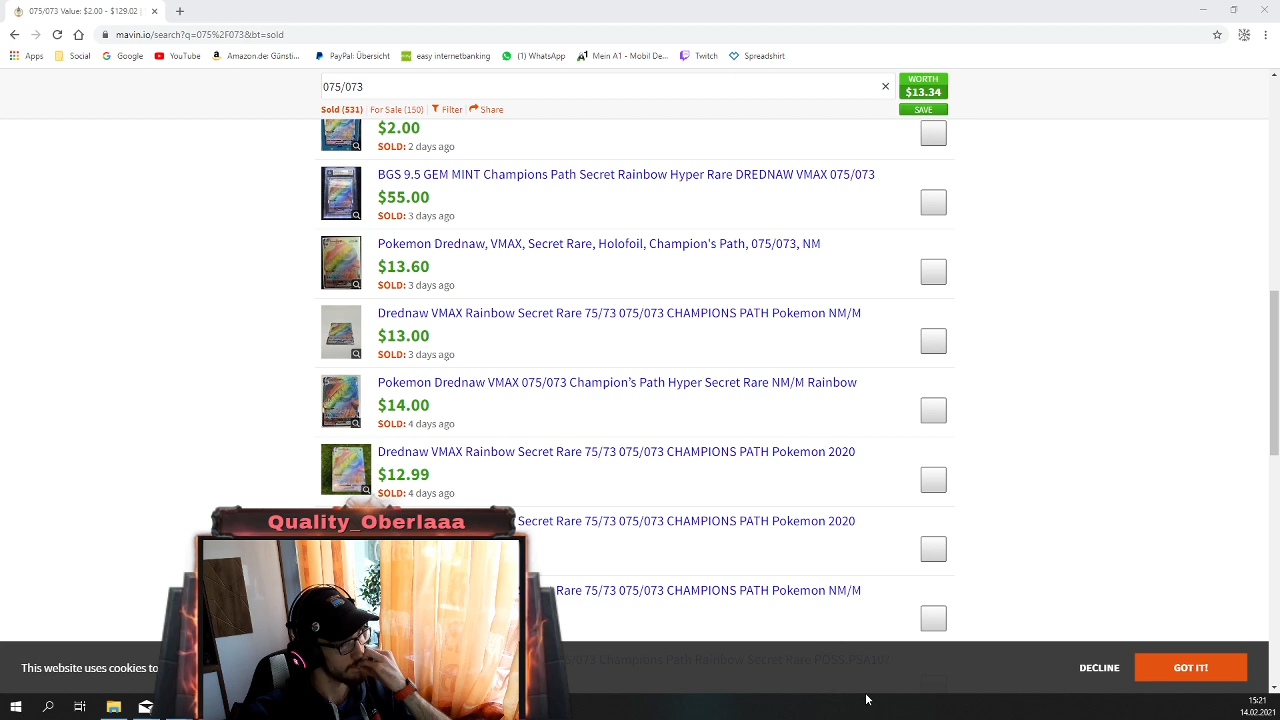 075/073 Value: $2.00 - $129.02 |
mavin.io/search?q=075%2F073&bt=sold
Apps Social Google YouTube Amazon.de: Günsti... PayPal: Übersicht easy internetbanking (1) WhatsApp Mein A1 - Mobil De... Twitch Spreadshirt
075/073
WORTH
$13.34
Sold (531) For Sale (150) Filter Share
SAVE
$2.00
SOLD: 2 days ago
BGS 9.5 GEM MINT Champions Path Secret Rainbow Hyper Rare DREDNAW VMAX 075/073
$55.00
SOLD: 3 days ago
Pokemon Drednaw, VMAX, Secret Rare, Holofoil, Champion's Path, 075/073, NM
$13.60
SOLD: 3 days ago
Drednaw VMAX Rainbow Secret Rare 75/73 075/073 CHAMPIONS PATH Pokemon NM/M
$13.00
SOLD: 3 days ago
Pokemon Drednaw VMAX 075/073 Champion's Path Hyper Secret Rare NM/M Rainbow
$14.00
SOLD: 4 days ago
Drednaw VMAX Rainbow Secret Rare 75/73 075/073 CHAMPIONS PATH Pokemon 2020
$12.99
SOLD: 4 days ago
Secret Rare 75/73 075/073 CHAMPIONS PATH Pokemon 2020
Quality_Oberlaaa
Rare 75/73 075/073 CHAMPIONS PATH Pokemon NM/M
Champions Path Rainbow Secret Rare POSS PSA10?
This website uses cookies to
DECLINE
GOT IT!
15:21
14.02.2021